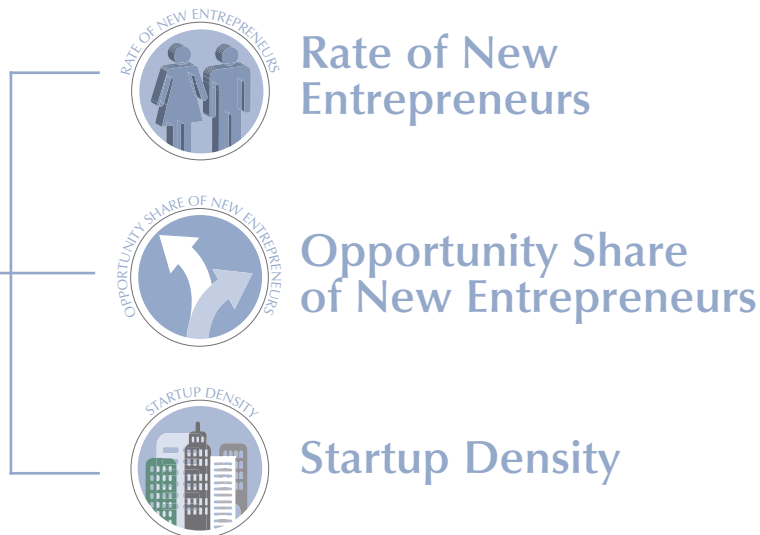 RATE OF NEW ENTREPRENEURS
Rate of New
Entrepreneurs
OPPORTUNITY SHARE OF NEW ENTREPRENEURS
Opportunity Share
of New Entrepreneurs
STARTUP DENSITY
Startup Density